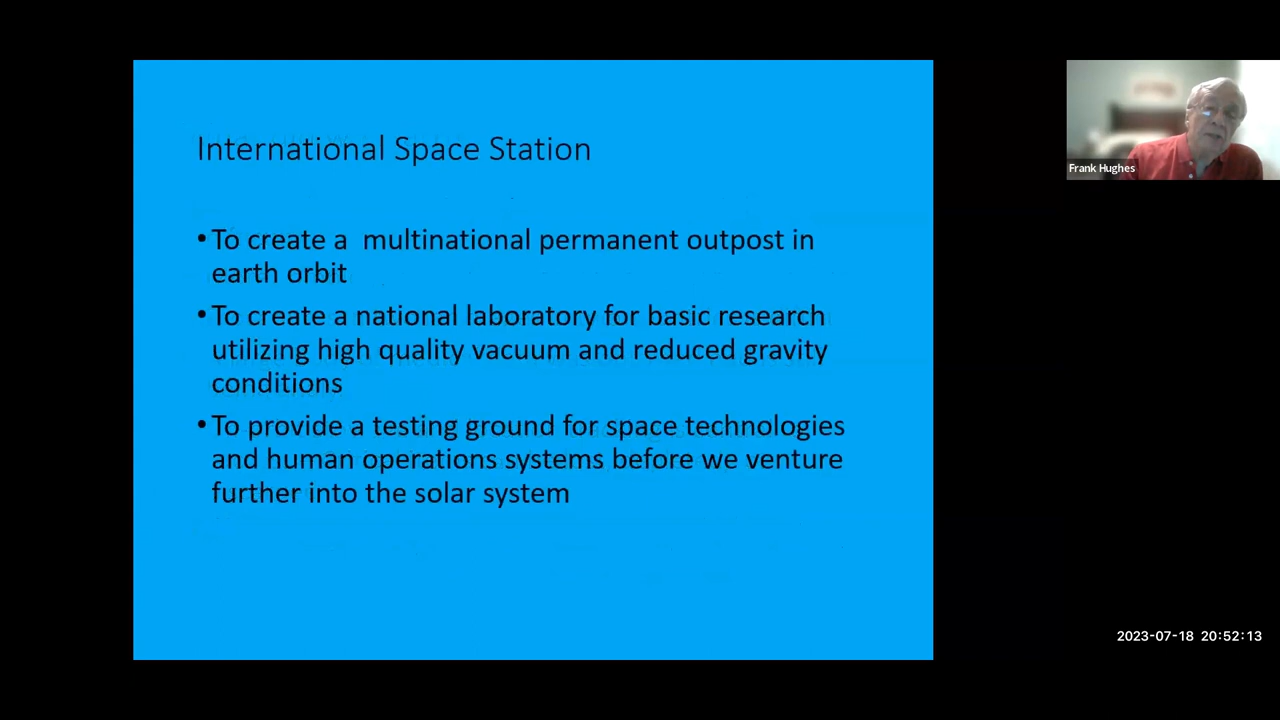 International Space Station
•To create a  multinational permanent outpost in
earth orbit
•To create a national laboratory for basic research
utilizing high quality vacuum and reduced gravity
conditions
•To provide a testing ground for space technologies
and human operations systems before we venture
further into the solar system
Frank Hughes
2023-07-18 20:52:13